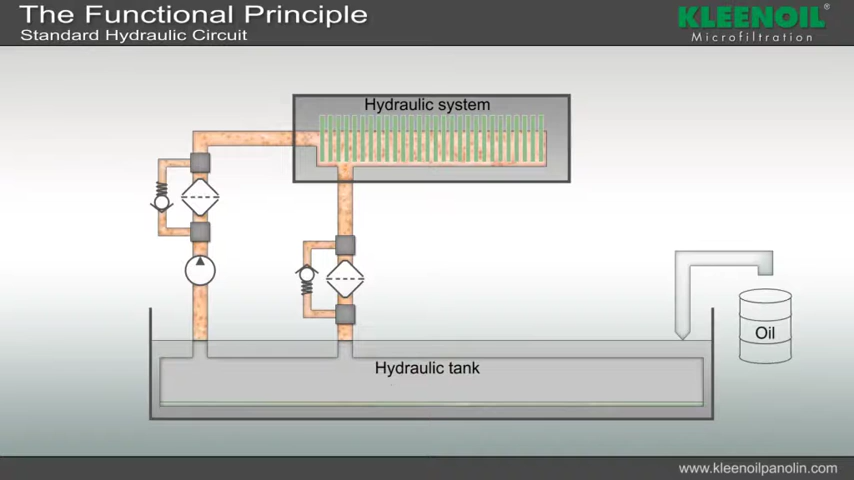 The Functional Principle
Standard Hydraulic Circuit
KLEENOIL®
Microfiltration
Hydraulic system
Oil
Hydraulic tank
www.kleenoilpanolin.com